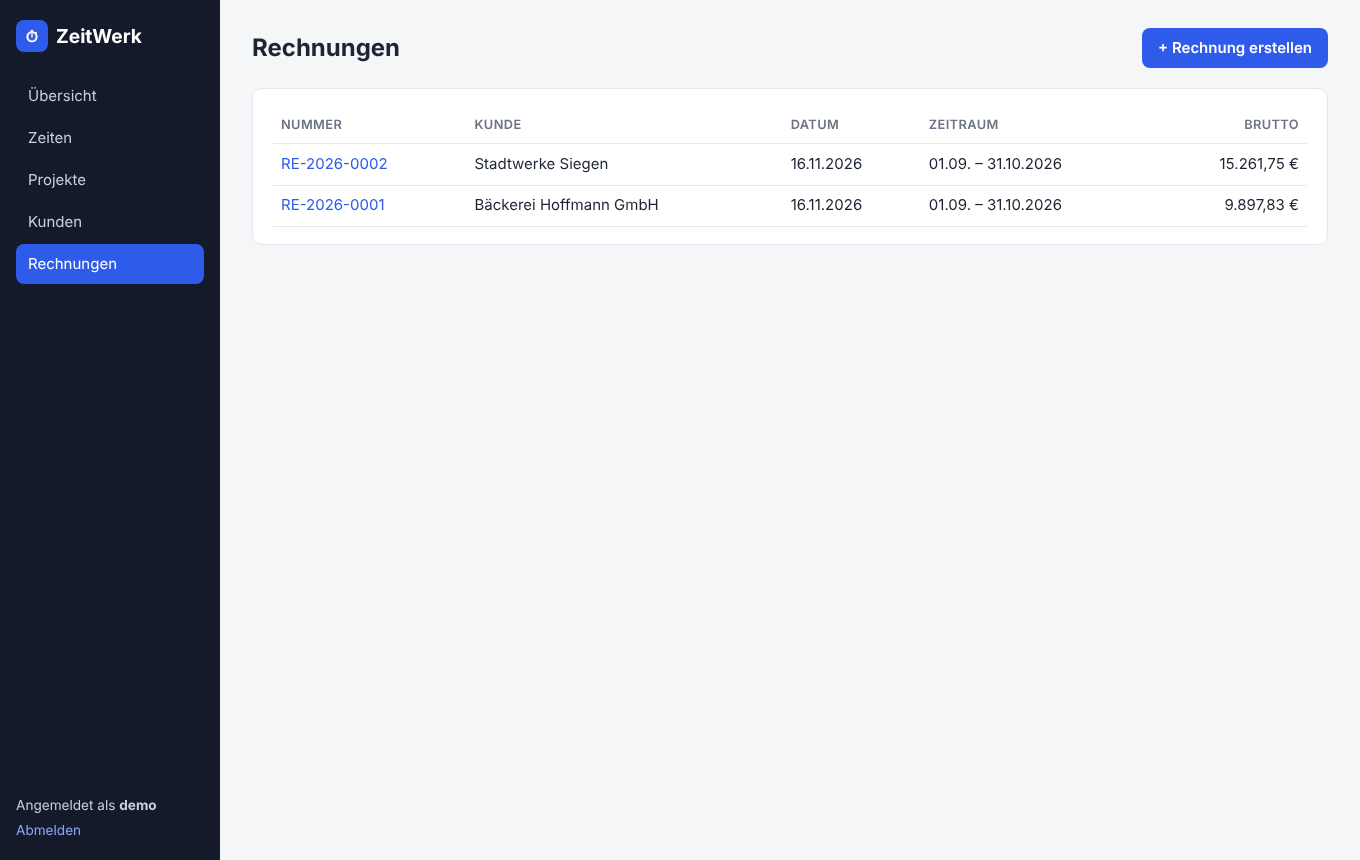 ZeitWerk
Übersicht
Zeiten
Projekte
Kunden
Rechnungen
Angemeldet als demo
Abmelden
Rechnungen
+ Rechnung erstellen
NUMMER KUNDE DATUM ZEITRAUM BRUTTO
RE-2026-0002 Stadtwerke Siegen 16.11.2026 01.09. – 31.10.2026 15.261,75 €
RE-2026-0001 Bäckerei Hoffmann GmbH 16.11.2026 01.09. – 31.10.2026 9.897,83 €